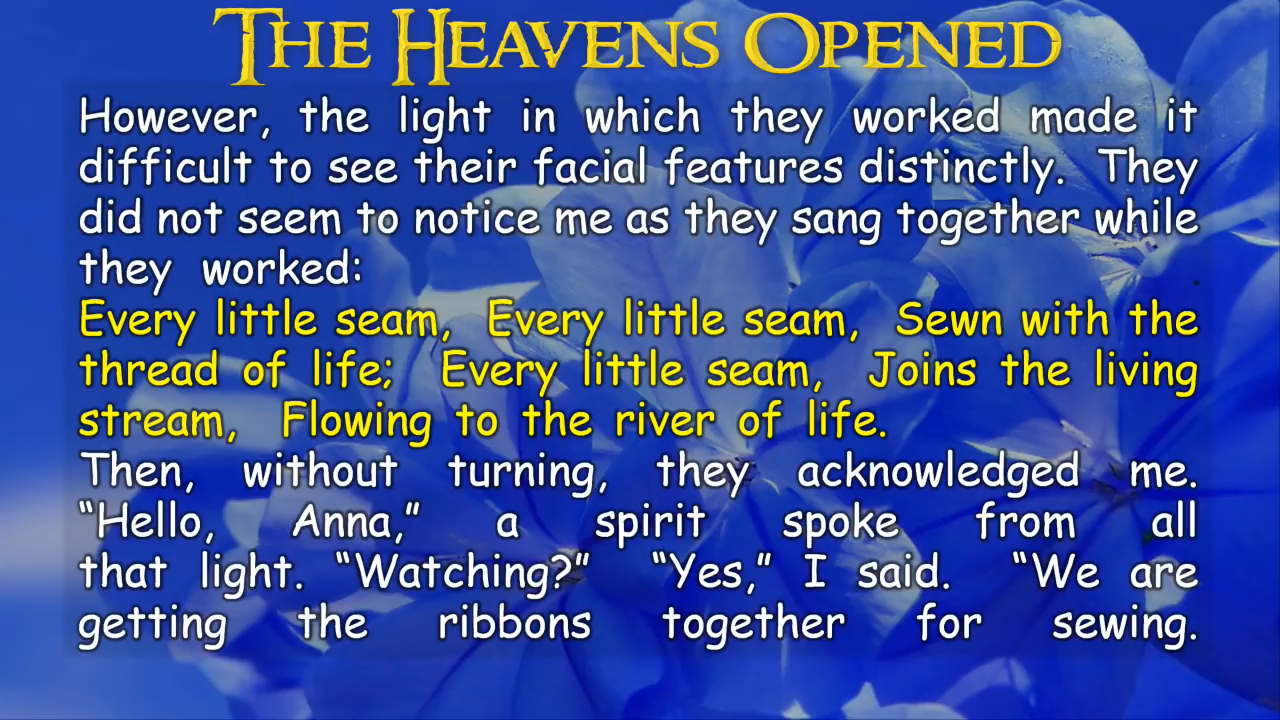 THE HEAVENS OPENED
However, the light in which they worked made it
difficult to see their facial features distinctly. They
did not seem to notice me as they sang together while
they worked:
Every little seam, Every little seam, Sewn with the
thread of life; Every little seam, Joins the living
stream, Flowing to the river of life.
Then, without turning, they acknowledged me.
“Hello, Anna,” a spirit spoke from all
that light. “Watching?” “Yes,” I said. “We are
getting the ribbons together for sewing.